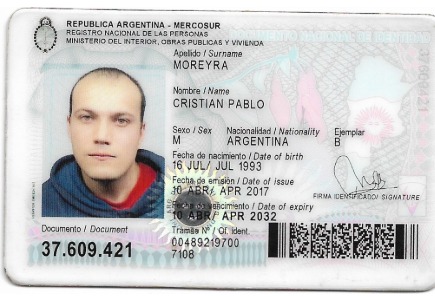 REPUBLICA ARGENTINA - MERCOSUR
REGISTRO NACIONAL DE LAS PERSONAS
MINISTERIO DEL INTERIOR, OBRAS PUBLICAS Y VIVIENDA
Apellido / Surname
MOREYRA
Nombre / Name
CRISTIAN PABLO
Sexo / Sex Nacionalidad / Nationality Ejemplar
M ARGENTINA B
Fecha de nacimiento / Date of birth
16 JUL/ JUL 1993
Fecha de emisión / Date of issue
10 ABR/ APR 2017
FIRMA IDENTIFICADO/ SIGNATURE
Fecha de vencimiento / Date of expiry
10 ABR/ APR 2032
Documento / Document
Tramite Nº / Of. ident.
37.609.421
00489219700
7108